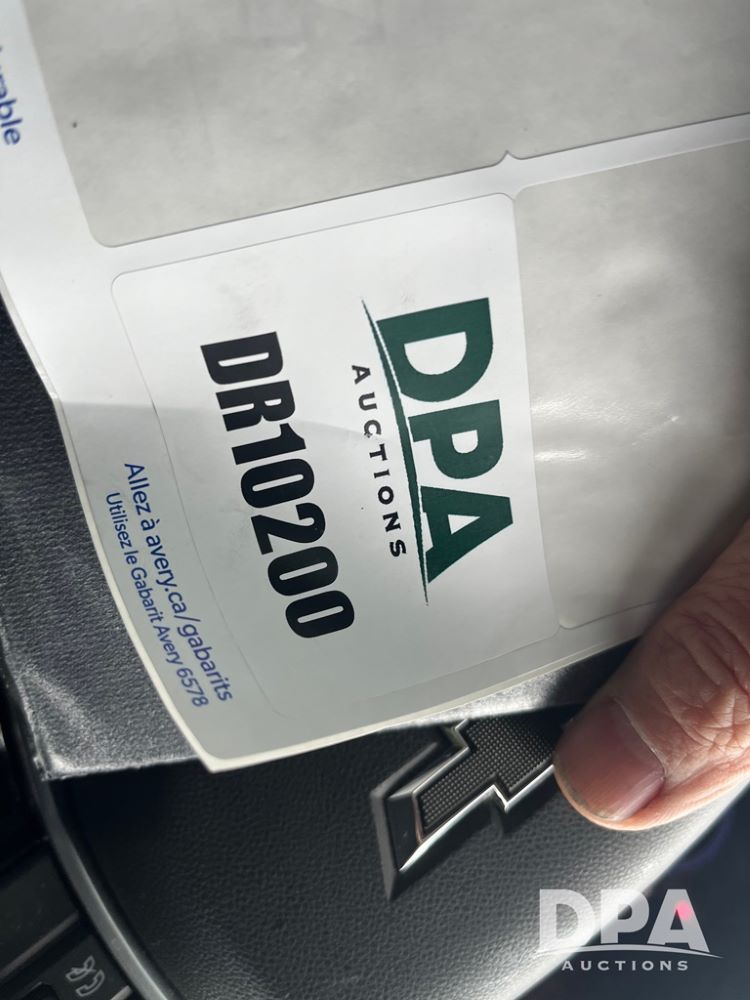 DPA
AUCTIONS
DR10200
Allez à avery.ca/gabarits
Utilisez le Gabarit Avery 6578
DPA
AUCTIONS